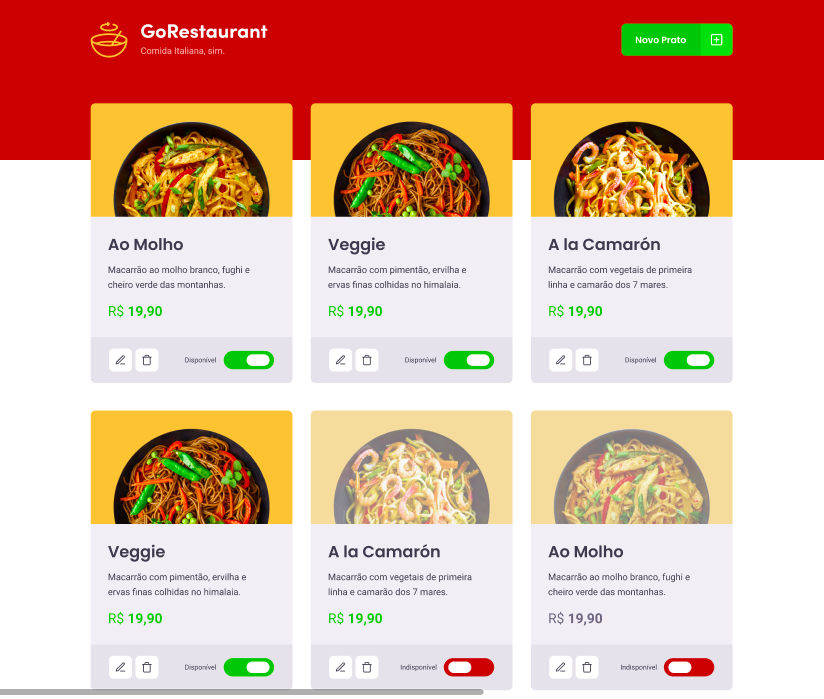 GoRestaurant
Comida Italiana, sim.
Novo Prato
Ao Molho
Macarrão ao molho branco, fughi e
cheiro verde das montanhas.
R$ 19,90
Disponível
Veggie
Macarrão com pimentão, ervilha e
ervas finas colhidas no himalaia.
R$ 19,90
Disponível
A la Camarón
Macarrão com vegetais de primeira
linha e camarão dos 7 mares.
R$ 19,90
Disponível
Veggie
Macarrão com pimentão, ervilha e
ervas finas colhidas no himalaia.
R$ 19,90
Disponível
A la Camarón
Macarrão com vegetais de primeira
linha e camarão dos 7 mares.
R$ 19,90
Indisponível
Ao Molho
Macarrão ao molho branco, fughi e
cheiro verde das montanhas.
R$ 19,90
Indisponível